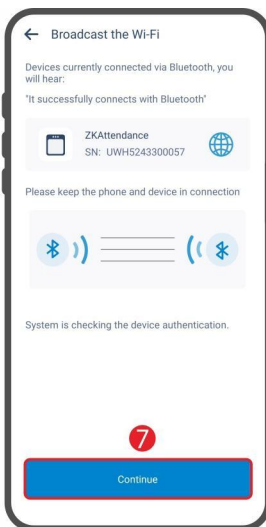 ← Broadcast the Wi-Fi
Devices currently connected via Bluetooth, you
will hear:
"It successfully connects with Bluetooth"
ZKAttendance
SN: UWH5243300057
Please keep the phone and device in connection
System is checking the device authentication.
7
Continue